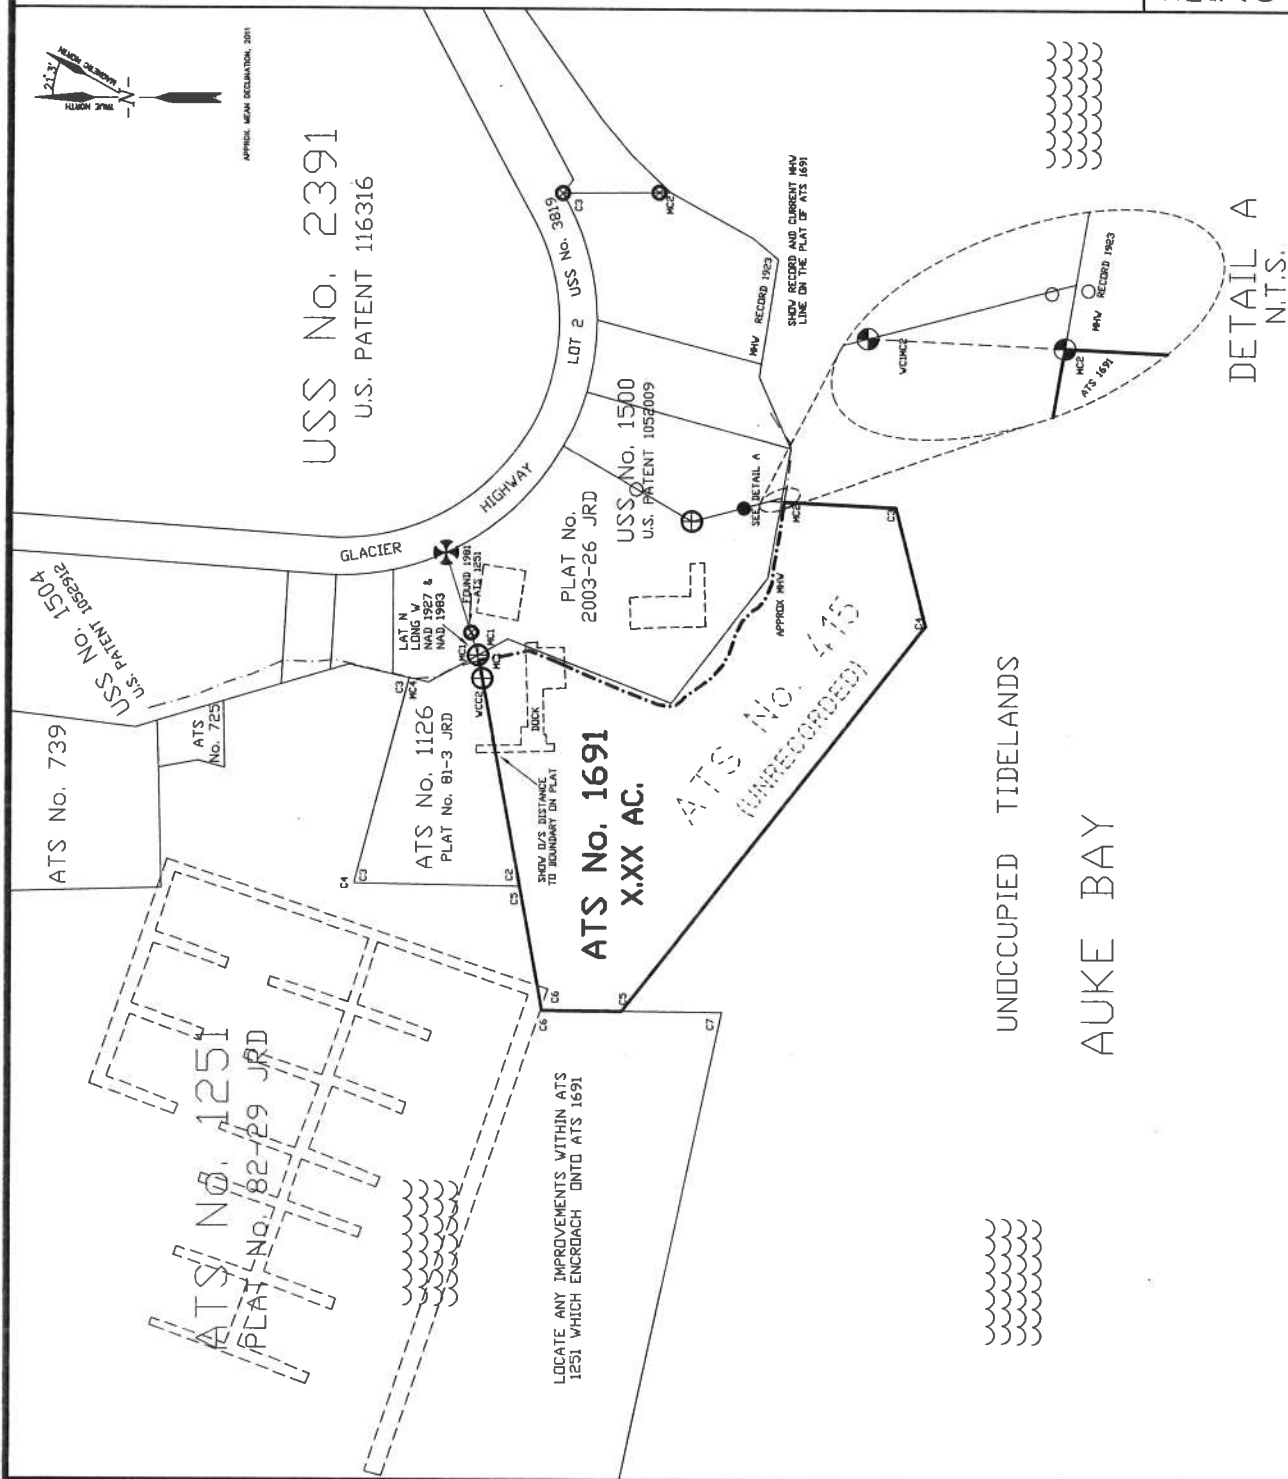 TRUE NORTH
21.3°
MAGNETIC NORTH
-N-
APPROX. MEAN DECLINATION, 2011
USS No. 2391
U.S. PATENT 116316
GLACIER
HIGHWAY
LOT 2 USS No. 3819
C3
MC2
MHW RECORD 1923
SHOW RECORD AND CURRENT MHW
LINE ON THE PLAT OF ATS 1691
USS No. 1504
U.S. PATENT 1052912
ATS No. 739
ATS
No. 725
LAT N
LONG W
NAD 1927 &
NAD 1983
FOUND 1981
ATS 1251
PLAT No.
2003-26 JRD
USS No. 1500
U.S. PATENT 1052009
SEE DETAIL A
MC2
C3
C4
APPROX MHW
MC1
MC1
MC
WCC2
C3
MC4
ATS No. 1126
PLAT No. 81-3 JRD
C4
C3
C2
C5
DOCK
SHOW O/S DISTANCE
TO BOUNDARY ON PLAT
ATS No. 1691
X.XX AC.
ATS No. 415
(UNRECORDED)
C6
C6
C5
C7
ATS No. 1251
PLAT No. 82-29 JRD
LOCATE ANY IMPROVEMENTS WITHIN ATS
1251 WHICH ENCROACH ONTO ATS 1691
UNOCCUPIED TIDELANDS
AUKE BAY
WC1MC2
MC2
MHW RECORD 1923
ATS 1691
DETAIL A
N.T.S.